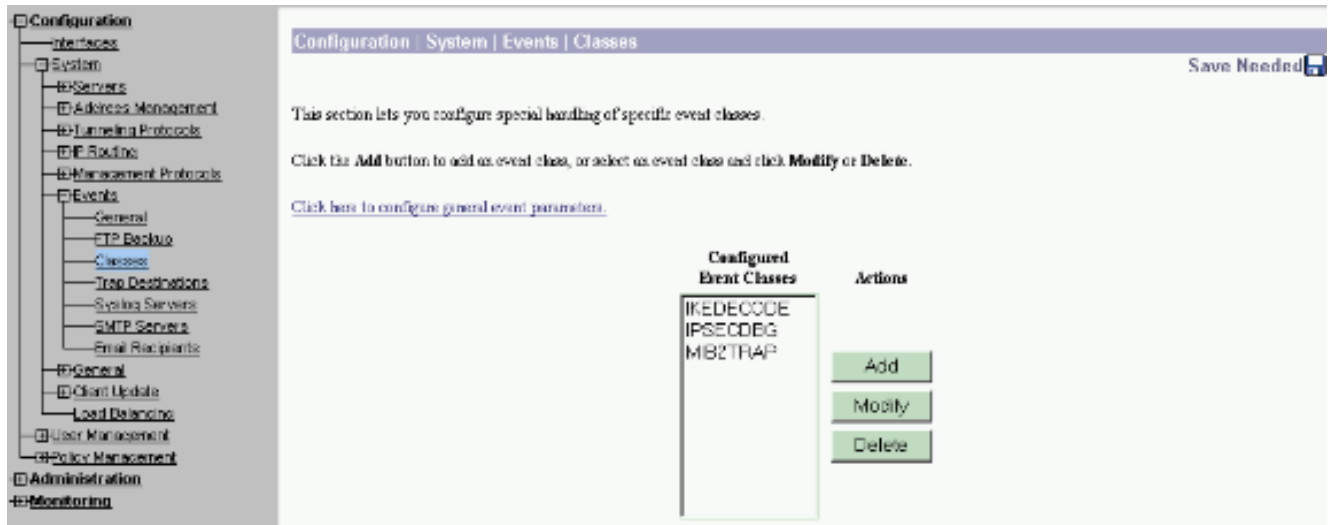 Configuration
Interfaces
System
Servers
Address Management
Tunneling Protocols
IP Routing
Management Protocols
Events
General
FTP Backup
Classes
Trap Destinations
Syslog Servers
SMTP Servers
Email Recipients
General
Client Update
Load Balancing
User Management
Policy Management
Administration
Monitoring
Configuration | System | Events | Classes
Save Needed
This section lets you configure special handling of specific event classes.
Click the Add button to add an event class, or select an event class and click Modify or Delete.
Click here to configure general event parameters.
Configured
Event Classes
Actions
IKEDECODE
IPSECDBG
MIB2TRAP
Add
Modify
Delete